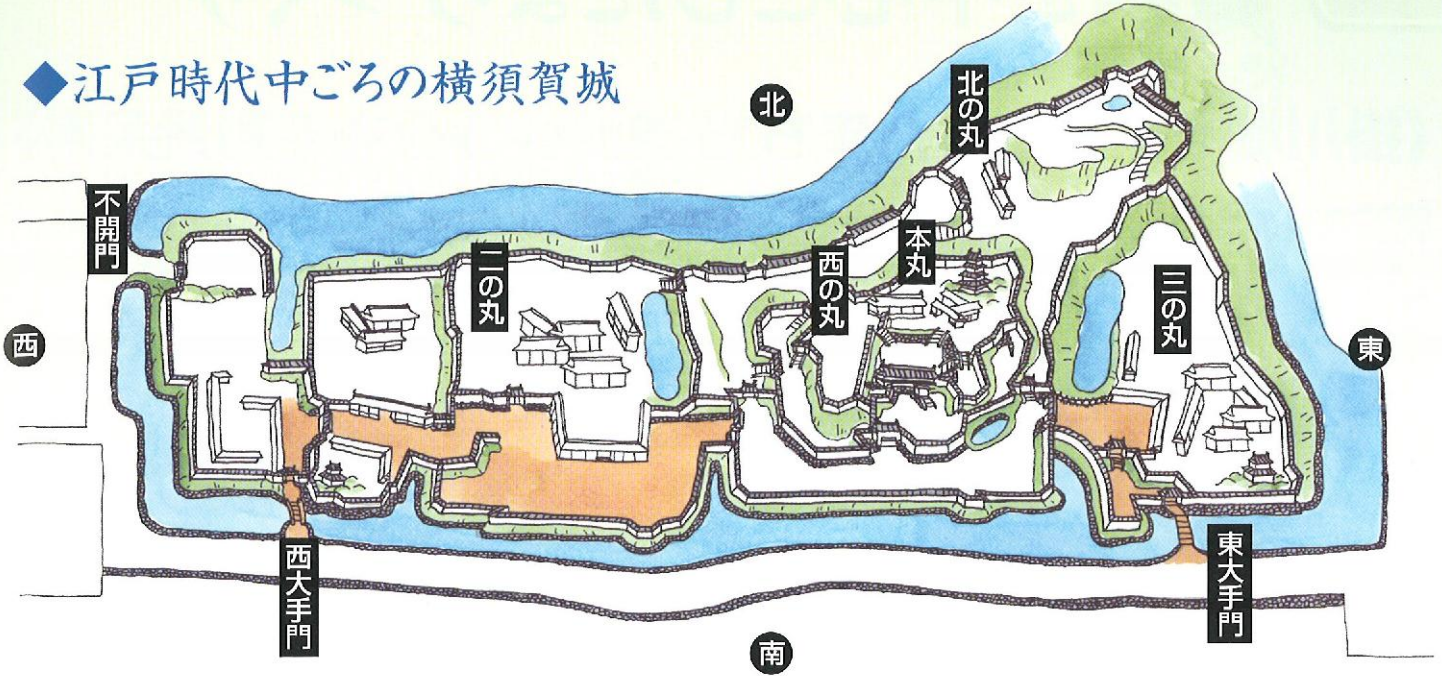 ◆江戸時代中ごろの横須賀城
北
北の丸
不開門
二の丸
西の丸
本丸
三の丸
西
東
西大手門
東大手門
南